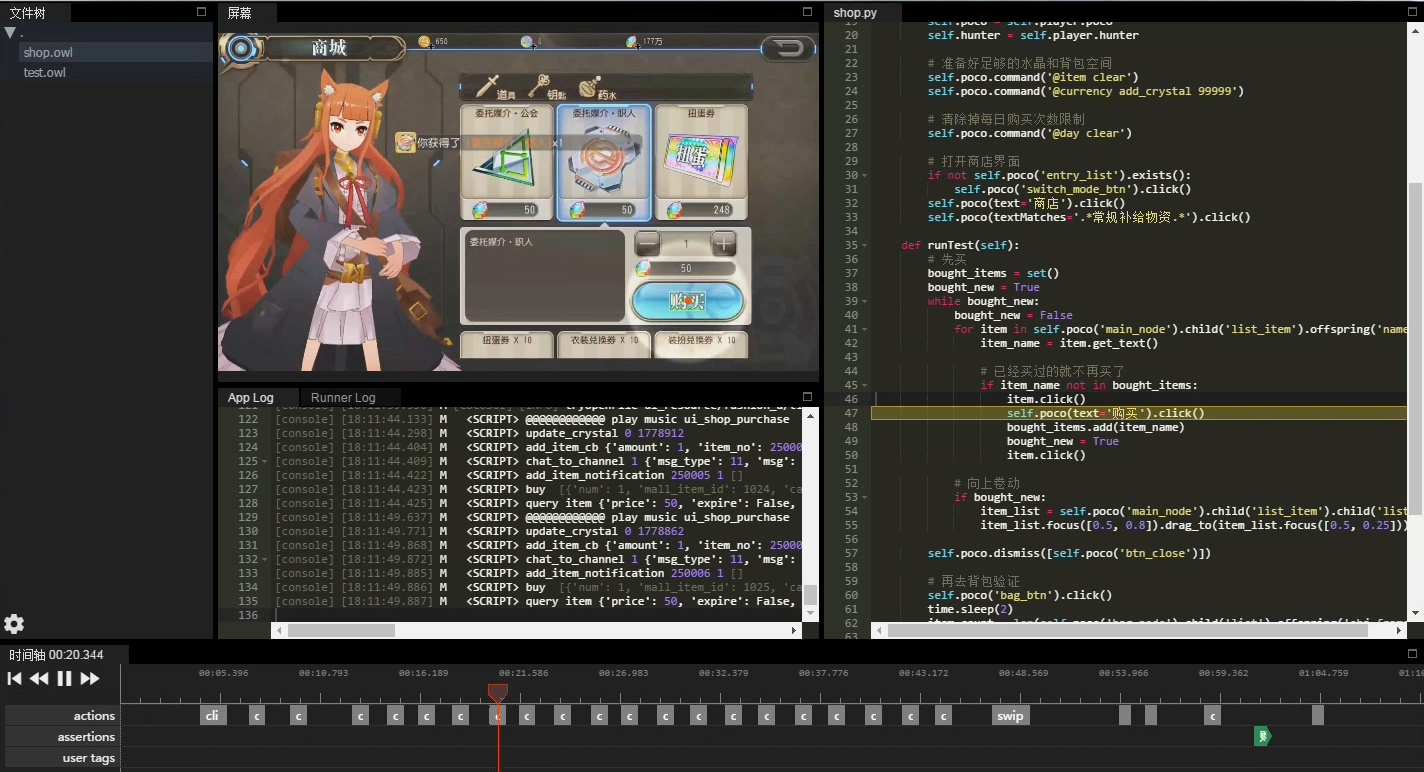 文件树
.
shop.owl
test.owl
屏幕
商城
650
0
177万
道具
钥匙
药水
委托媒介·公会
委托媒介·职人
扭蛋券
你获得了
x1
扭蛋
50
50
248
委托媒介·职人
1
50
购买
扭蛋券 X 10
衣装兑换券 X 10
装扮兑换券 X 10
App Log
Runner Log
122 [console] [18:11:44.133] M <SCRIPT> @@@@@@@@@@@@ play music ui_shop_purchase
123 [console] [18:11:44.269] M <SCRIPT> update_crystal 0 1778912
124 [console] [18:11:44.404] M <SCRIPT> add_item_cb {'amount': 1, 'item_no': 25000
125 [console] [18:11:44.409] M <SCRIPT> chat_to_channel 1 {'msg_type': 11, 'msg':
126 [console] [18:11:44.422] M <SCRIPT> add_item_notification 250005 1 []
127 [console] [18:11:44.423] M <SCRIPT> buy [{'num': 1, 'mall_item_id': 1024, 'ca
128 [console] [18:11:44.425] M <SCRIPT> query item {'price': 50, 'expire': False,
129 [console] [18:11:49.637] M <SCRIPT> @@@@@@@@@@@@ play music ui_shop_purchase
130 [console] [18:11:49.771] M <SCRIPT> update_crystal 0 1778862
131 [console] [18:11:49.868] M <SCRIPT> add_item_cb {'amount': 1, 'item_no': 25000
132 [console] [18:11:49.872] M <SCRIPT> chat_to_channel 1 {'msg_type': 11, 'msg':
133 [console] [18:11:49.885] M <SCRIPT> add_item_notification 250006 1 []
134 [console] [18:11:49.886] M <SCRIPT> buy [{'num': 1, 'mall_item_id': 1025, 'ca
135 [console] [18:11:49.887] M <SCRIPT> query item {'price': 50, 'expire': False,
136
shop.py
19 self.poco = self.player.poco
20 self.hunter = self.player.hunter
21
22 # 准备好足够的水晶和背包空间
23 self.poco.command('@item clear')
24 self.poco.command('@currency add_crystal 99999')
25
26 # 清除掉每日购买次数限制
27 self.poco.command('@day clear')
28
29 # 打开商店界面
30 if not self.poco('entry_list').exists():
31 self.poco('switch_mode_btn').click()
32 self.poco(text='商店').click()
33 self.poco(textMatches='.*常规补给物资.*').click()
34
35 def runTest(self):
36 # 先买
37 bought_items = set()
38 bought_new = True
39 while bought_new:
40 bought_new = False
41 for item in self.poco('main_node').child('list_item').offspring('name
42 item_name = item.get_text()
43
44 # 已经买过的就不再买了
45 if item_name not in bought_items:
46 item.click()
47 self.poco(text='购买').click()
48 bought_items.add(item_name)
49 bought_new = True
50 item.click()
51
52 # 向上卷动
53 if bought_new:
54 item_list = self.poco('main_node').child('list_item').child('list
55 item_list.focus([0.5, 0.8]).drag_to(item_list.focus([0.5, 0.25]))
56
57 self.poco.dismiss([self.poco('btn_close')])
58
59 # 再去背包验证
60 self.poco('bag_btn').click()
61 time.sleep(2)
62
63
时间轴 00:20.344
00:05.396 00:10.793 00:16.189 00:21.586 00:26.983 00:32.379 00:37.776 00:43.172 00:48.569 00:53.966 00:59.362 01:04.759 01:1
actions cli c c c c c c c c c c c c c c c c c c c c swip c
assertions
user tags